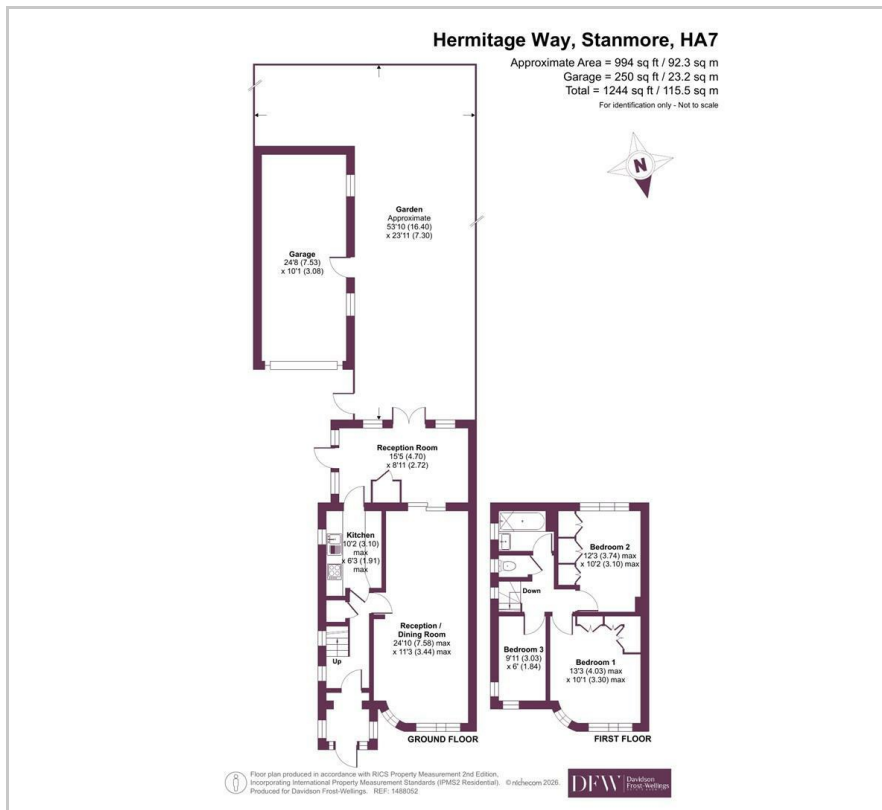 Hermitage Way, Stanmore, HA7
Approximate Area = 994 sq ft / 92.3 sq m
Garage = 250 sq ft / 23.2 sq m
Total = 1244 sq ft / 115.5 sq m
For identification only - Not to scale
N
Garden
Approximate
53'10 (16.40)
x 23'11 (7.30)
Garage
24'8 (7.53)
x 10'1 (3.08)
Reception Room
15'5 (4.70)
x 8'11 (2.72)
Kitchen
10'2 (3.10)
max
x 6'3 (1.91)
max
Reception /
Dining Room
24'10 (7.58) max
x 11'3 (3.44) max
Up
GROUND FLOOR
Bedroom 2
12'3 (3.74) max
x 10'2 (3.10) max
Down
Bedroom 3
9'11 (3.03)
x 6' (1.84)
Bedroom 1
13'3 (4.03) max
x 10'1 (3.30) max
FIRST FLOOR
Floor plan produced in accordance with RICS Property Measurement 2nd Edition.
Incorporating International Property Measurement Standards (IPMS2 Residential). © nichecom 2026.
Produced for Davidson Frost-Wellings. REF: 1488052
DFW
Davidson
Frost-Wellings